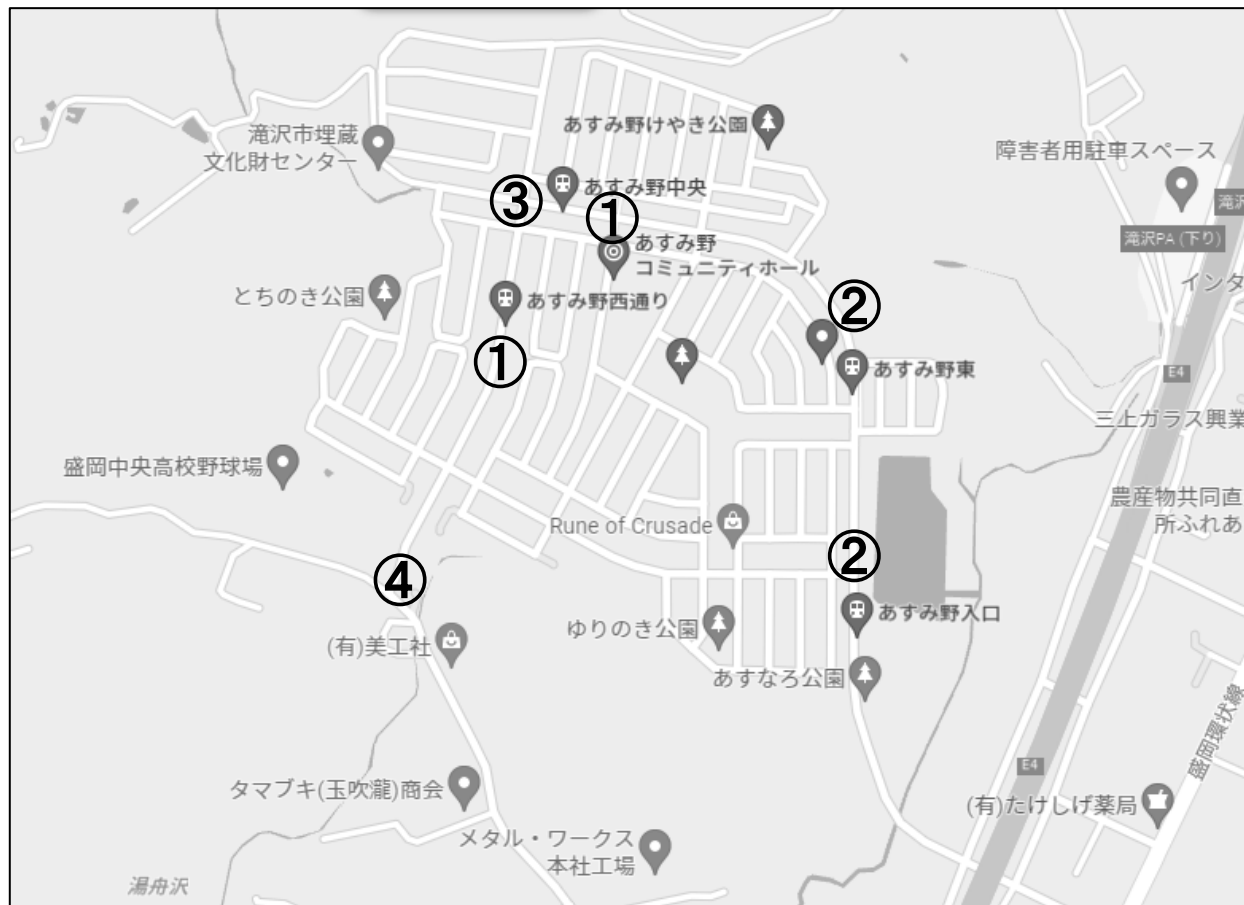 あすみ野けやき公園
滝沢市埋蔵
文化財センター
障害者用駐車スペース
③
あすみ野中央
滝沢
①
あすみ野
コミュニティホール
滝沢PA (下り)
インタ
とちのき公園
あすみ野西通り
②
①
あすみ野東
E4
三上ガラス興業
盛岡中央高校野球場
農産物共同直
所ふれあ
Rune of Crusade
②
④
あすみ野入口
ゆりのき公園
(有)美工社
あすなろ公園
盛岡環状線
E4
タマブキ(玉吹瀧)商会
(有)たけしげ薬局
メタル・ワークス
本社工場
湯舟沢